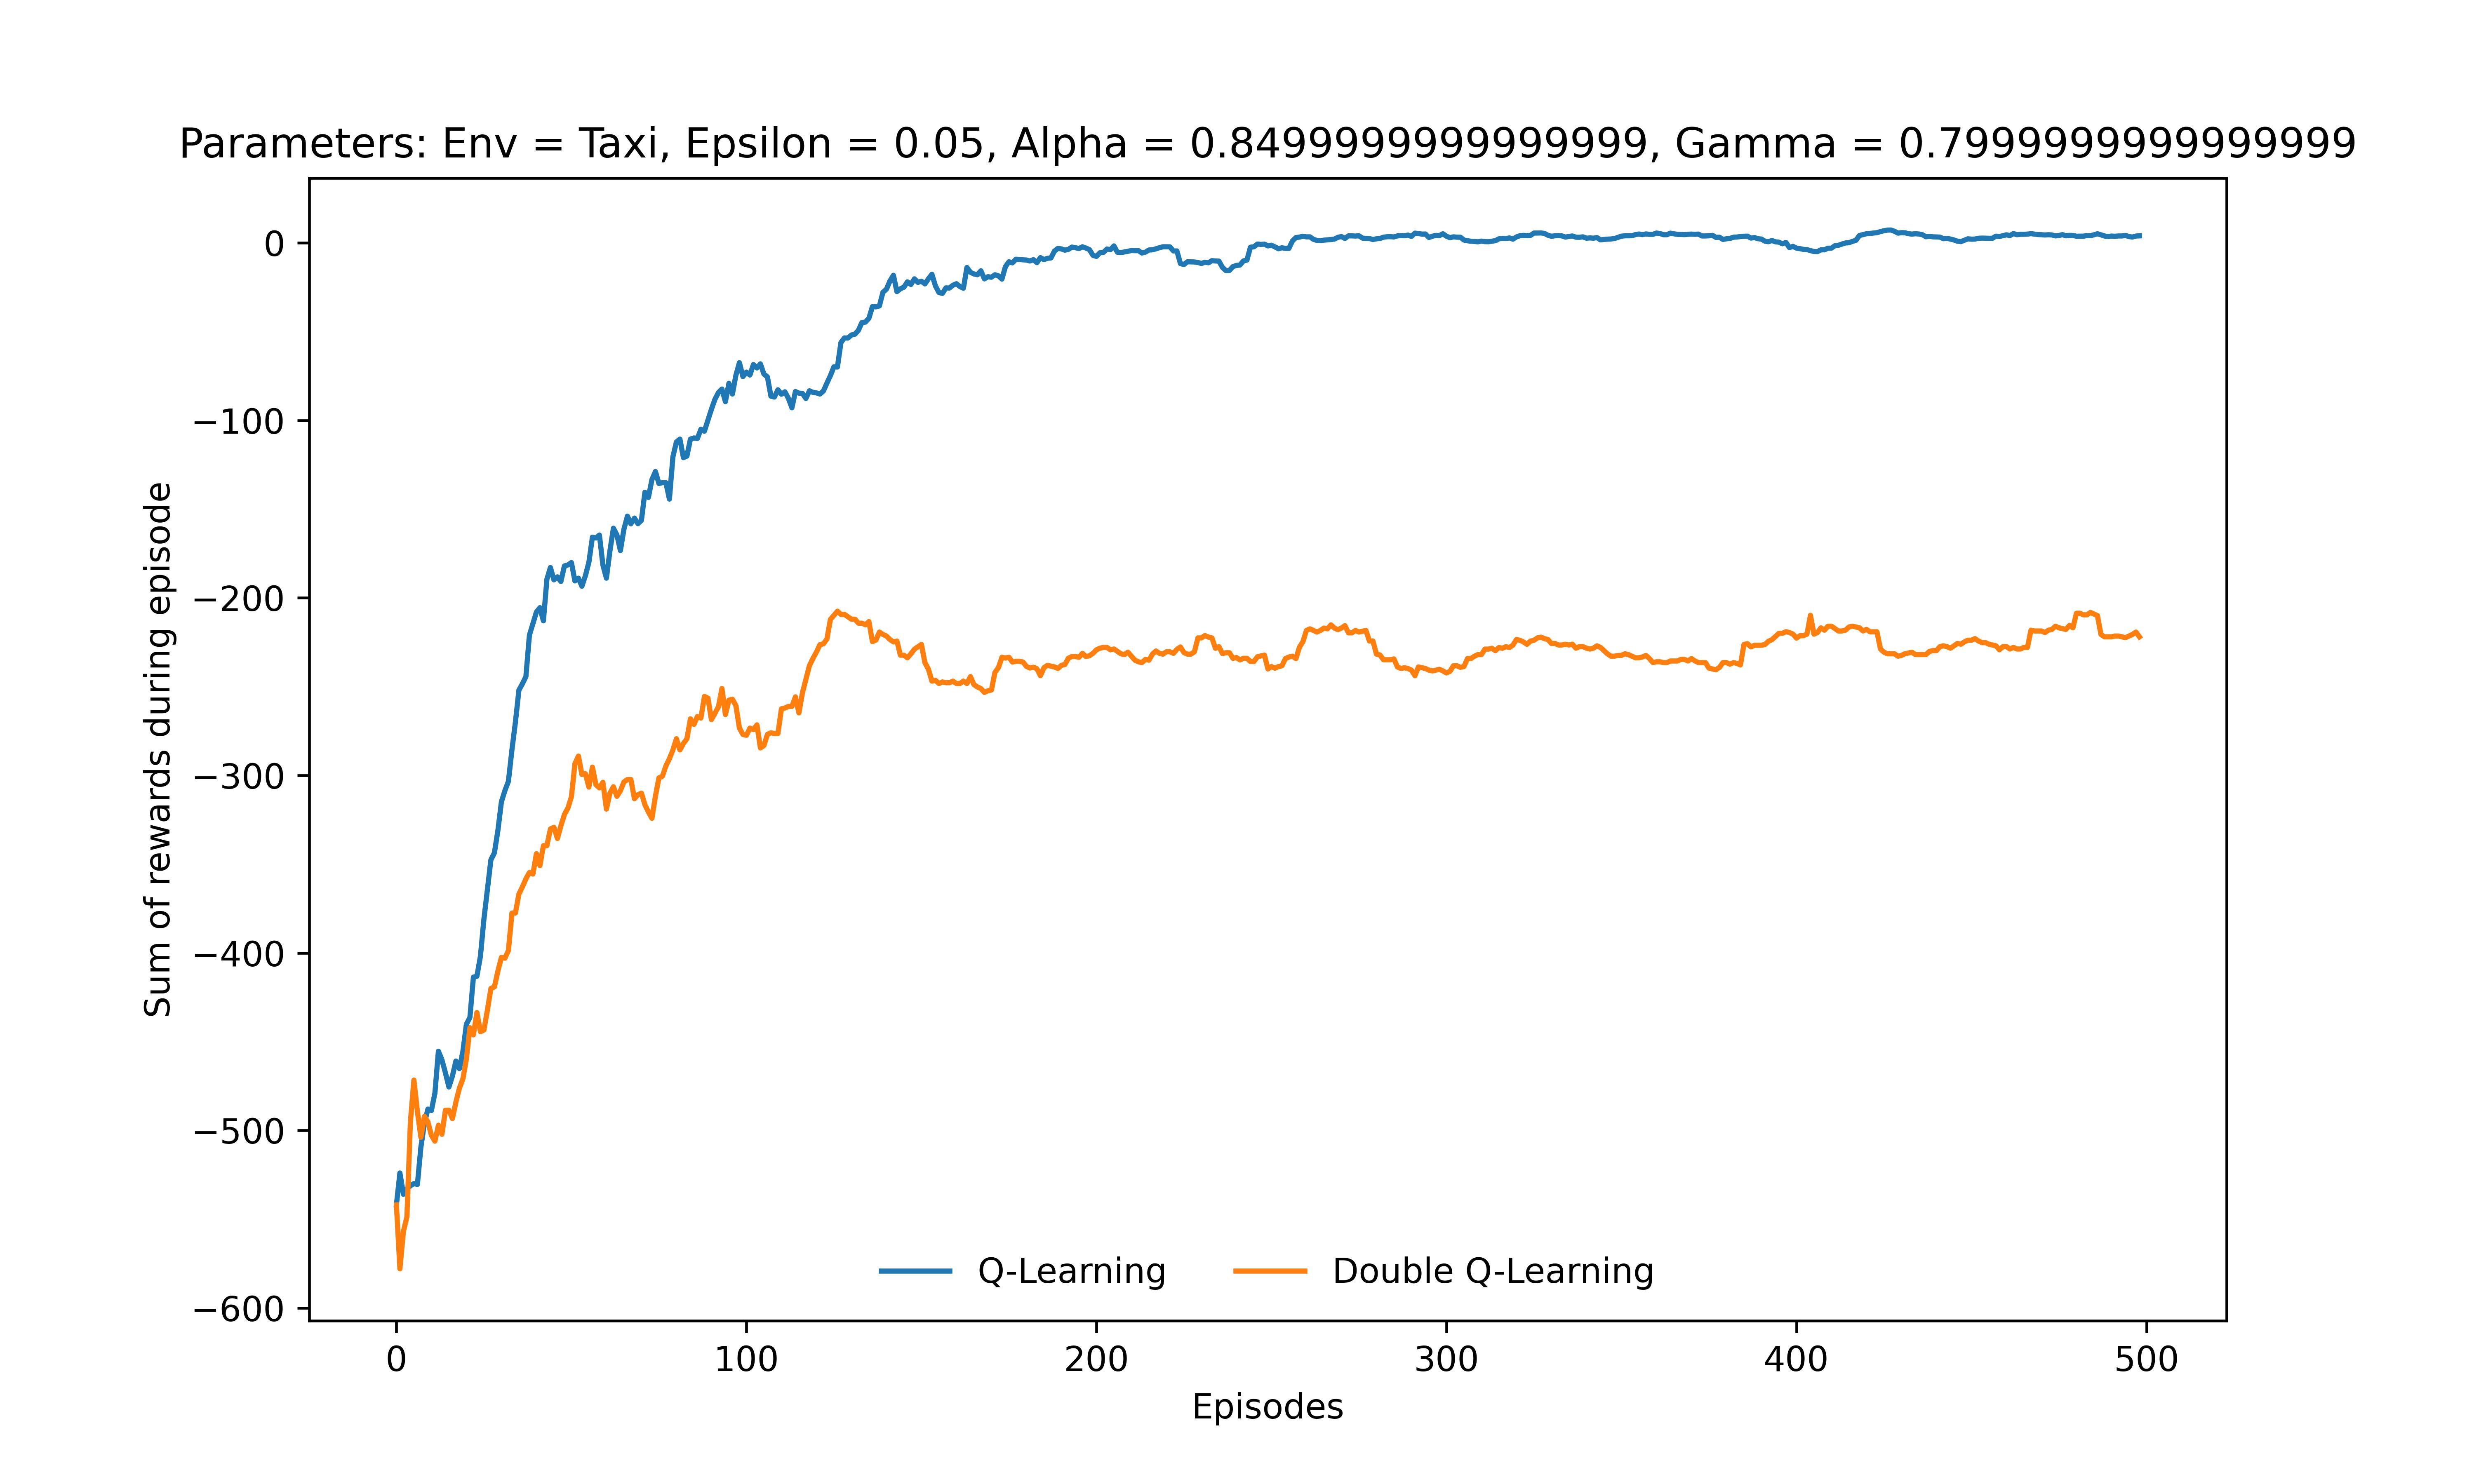 Parameters: Env = Taxi, Epsilon = 0.05, Alpha = 0.8499999999999999, Gamma = 0.7999999999999999
0
−100
−200
−300
−400
−500
−600
Sum of rewards during episode
Q-Learning Double Q-Learning
0 100 200 300 400 500
Episodes